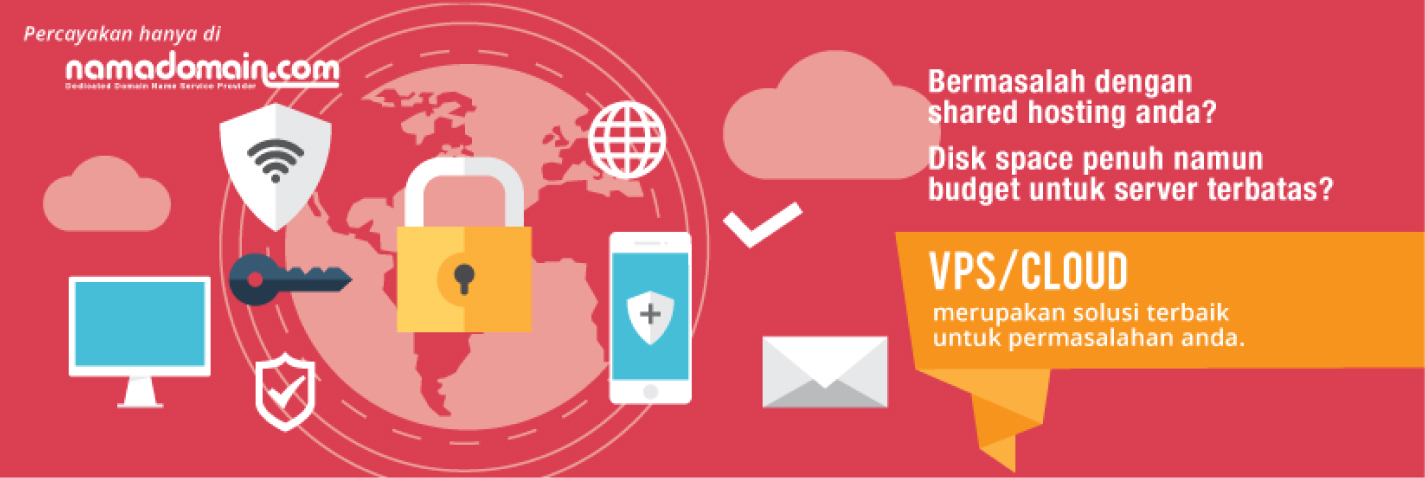 Percayakan hanya di
namadomain.com
Dedicated Domain Name Service Provider
Bermasalah dengan
shared hosting anda?
Disk space penuh namun
budget untuk server terbatas?
VPS/CLOUD
merupakan solusi terbaik
untuk permasalahan anda.